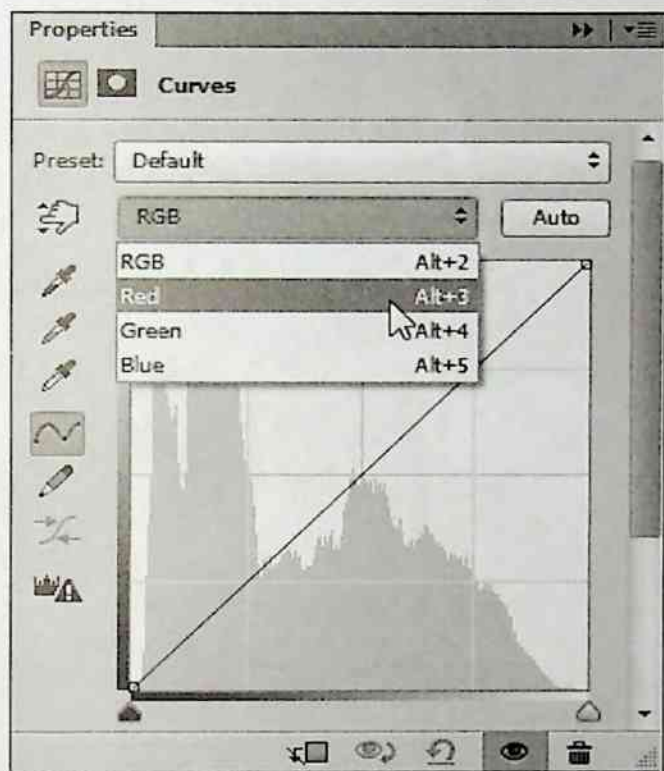 Properties
Curves
Preset: Default
RGB Auto
RGB Alt+2
Red Alt+3
Green Alt+4
Blue Alt+5